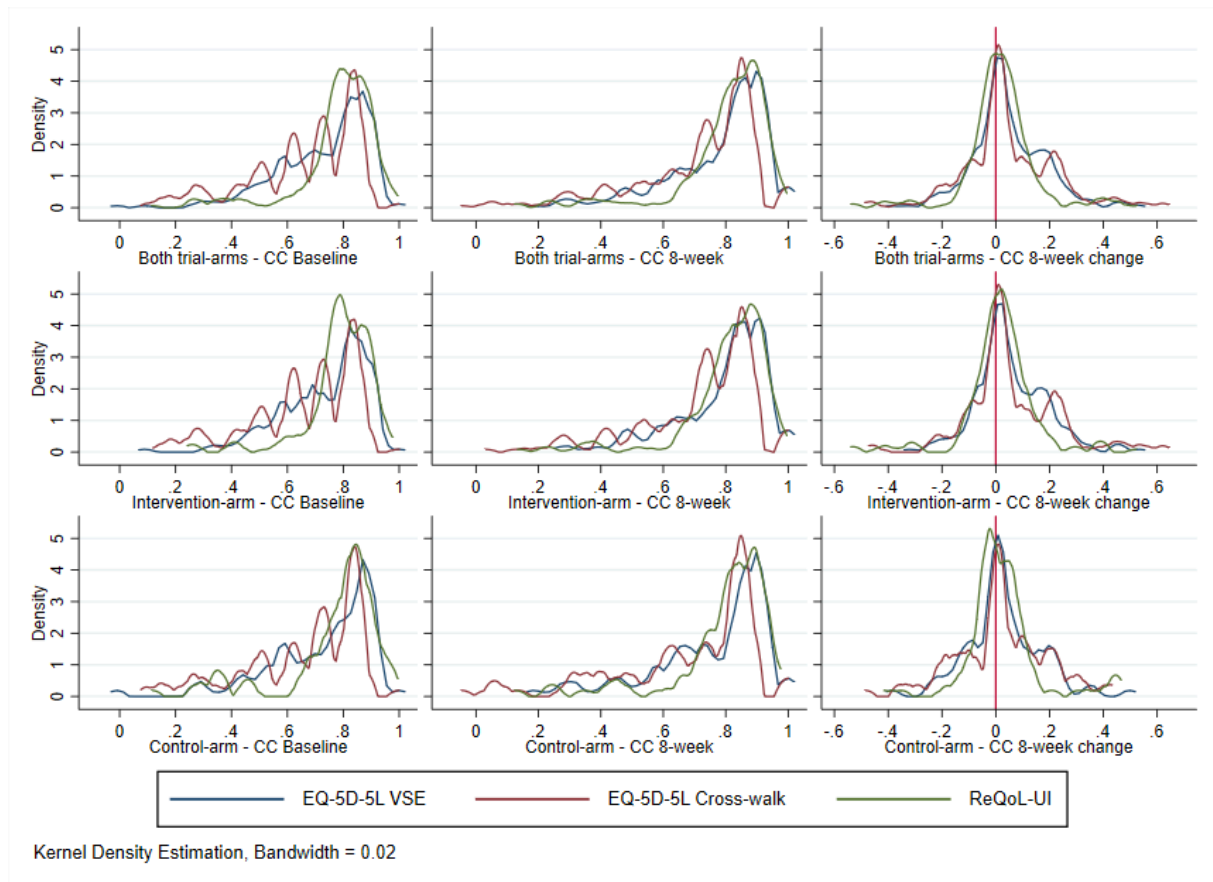 Density
5
4
3
2
1
0
0 .2 .4 .6 .8 1
Both trial-arms - CC Baseline
0 .2 .4 .6 .8 1
Both trial-arms - CC 8-week
-.6 -.4 -.2 0 .2 .4 .6
Both trial-arms - CC 8-week change
Density
5
4
3
2
1
0
0 .2 .4 .6 .8 1
Intervention-arm - CC Baseline
0 .2 .4 .6 .8 1
Intervention-arm - CC 8-week
-.6 -.4 -.2 0 .2 .4 .6
Intervention-arm - CC 8-week change
Density
5
4
3
2
1
0
0 .2 .4 .6 .8 1
Control-arm - CC Baseline
0 .2 .4 .6 .8 1
Control-arm - CC 8-week
-.6 -.4 -.2 0 .2 .4 .6
Control-arm - CC 8-week change
EQ-5D-5L VSE EQ-5D-5L Cross-walk ReQoL-UI
Kernel Density Estimation, Bandwidth = 0.02